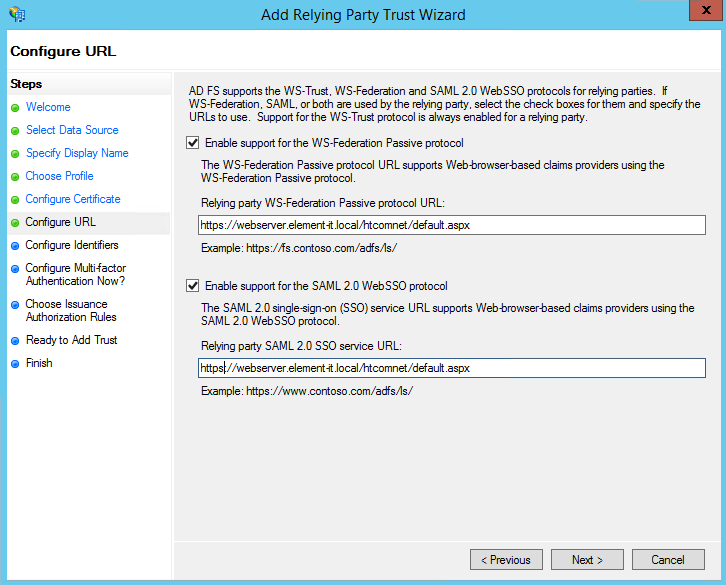 Add Relying Party Trust Wizard
X
Configure URL
Steps
Welcome
Select Data Source
Specify Display Name
Choose Profile
Configure Certificate
Configure URL
Configure Identifiers
Configure Multi-factor
Authentication Now?
Choose Issuance
Authorization Rules
Ready to Add Trust
Finish
AD FS supports the WS-Trust, WS-Federation and SAML 2.0 WebSSO protocols for relying parties.  If
WS-Federation, SAML, or both are used by the relying party, select the check boxes for them and specify the
URLs to use.  Support for the WS-Trust protocol is always enabled for a relying party.
Enable support for the WS-Federation Passive protocol
The WS-Federation Passive protocol URL supports Web-browser-based claims providers using the
WS-Federation Passive protocol.
Relying party WS-Federation Passive protocol URL:
https://webserver.element-it.local/htcomnet/default.aspx
Example: https://fs.contoso.com/adfs/ls/
Enable support for the SAML 2.0 WebSSO protocol
The SAML 2.0 single-sign-on (SSO) service URL supports Web-browser-based claims providers using the
SAML 2.0 WebSSO protocol.
Relying party SAML 2.0 SSO service URL:
https://webserver.element-it.local/htcomnet/default.aspx
Example: https://www.contoso.com/adfs/ls/
< Previous
Next >
Cancel